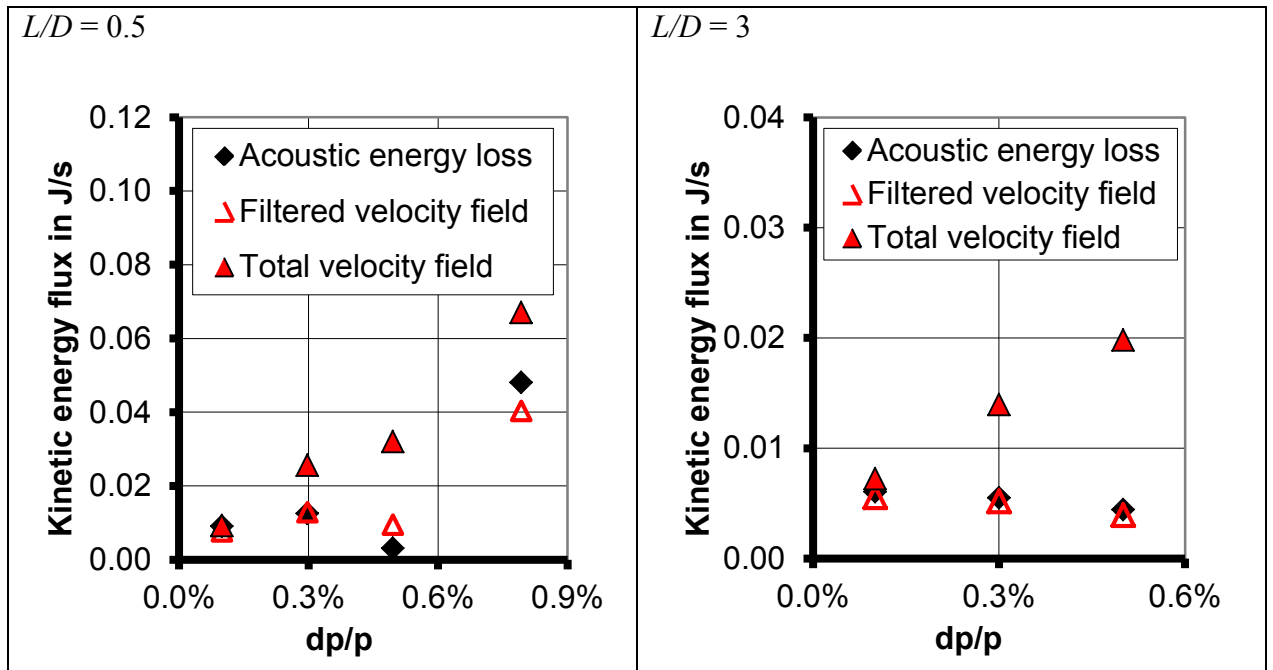 L/D = 0.5
0.12
0.10
0.08
0.06
0.04
0.02
0.00
Kinetic energy flux in J/s
Acoustic energy loss
Filtered velocity field
Total velocity field
0.0%
0.3%
0.6%
0.9%
dp/p
L/D = 3
0.04
0.03
0.02
0.01
0.00
Kinetic energy flux in J/s
Acoustic energy loss
Filtered velocity field
Total velocity field
0.0%
0.3%
0.6%
dp/p